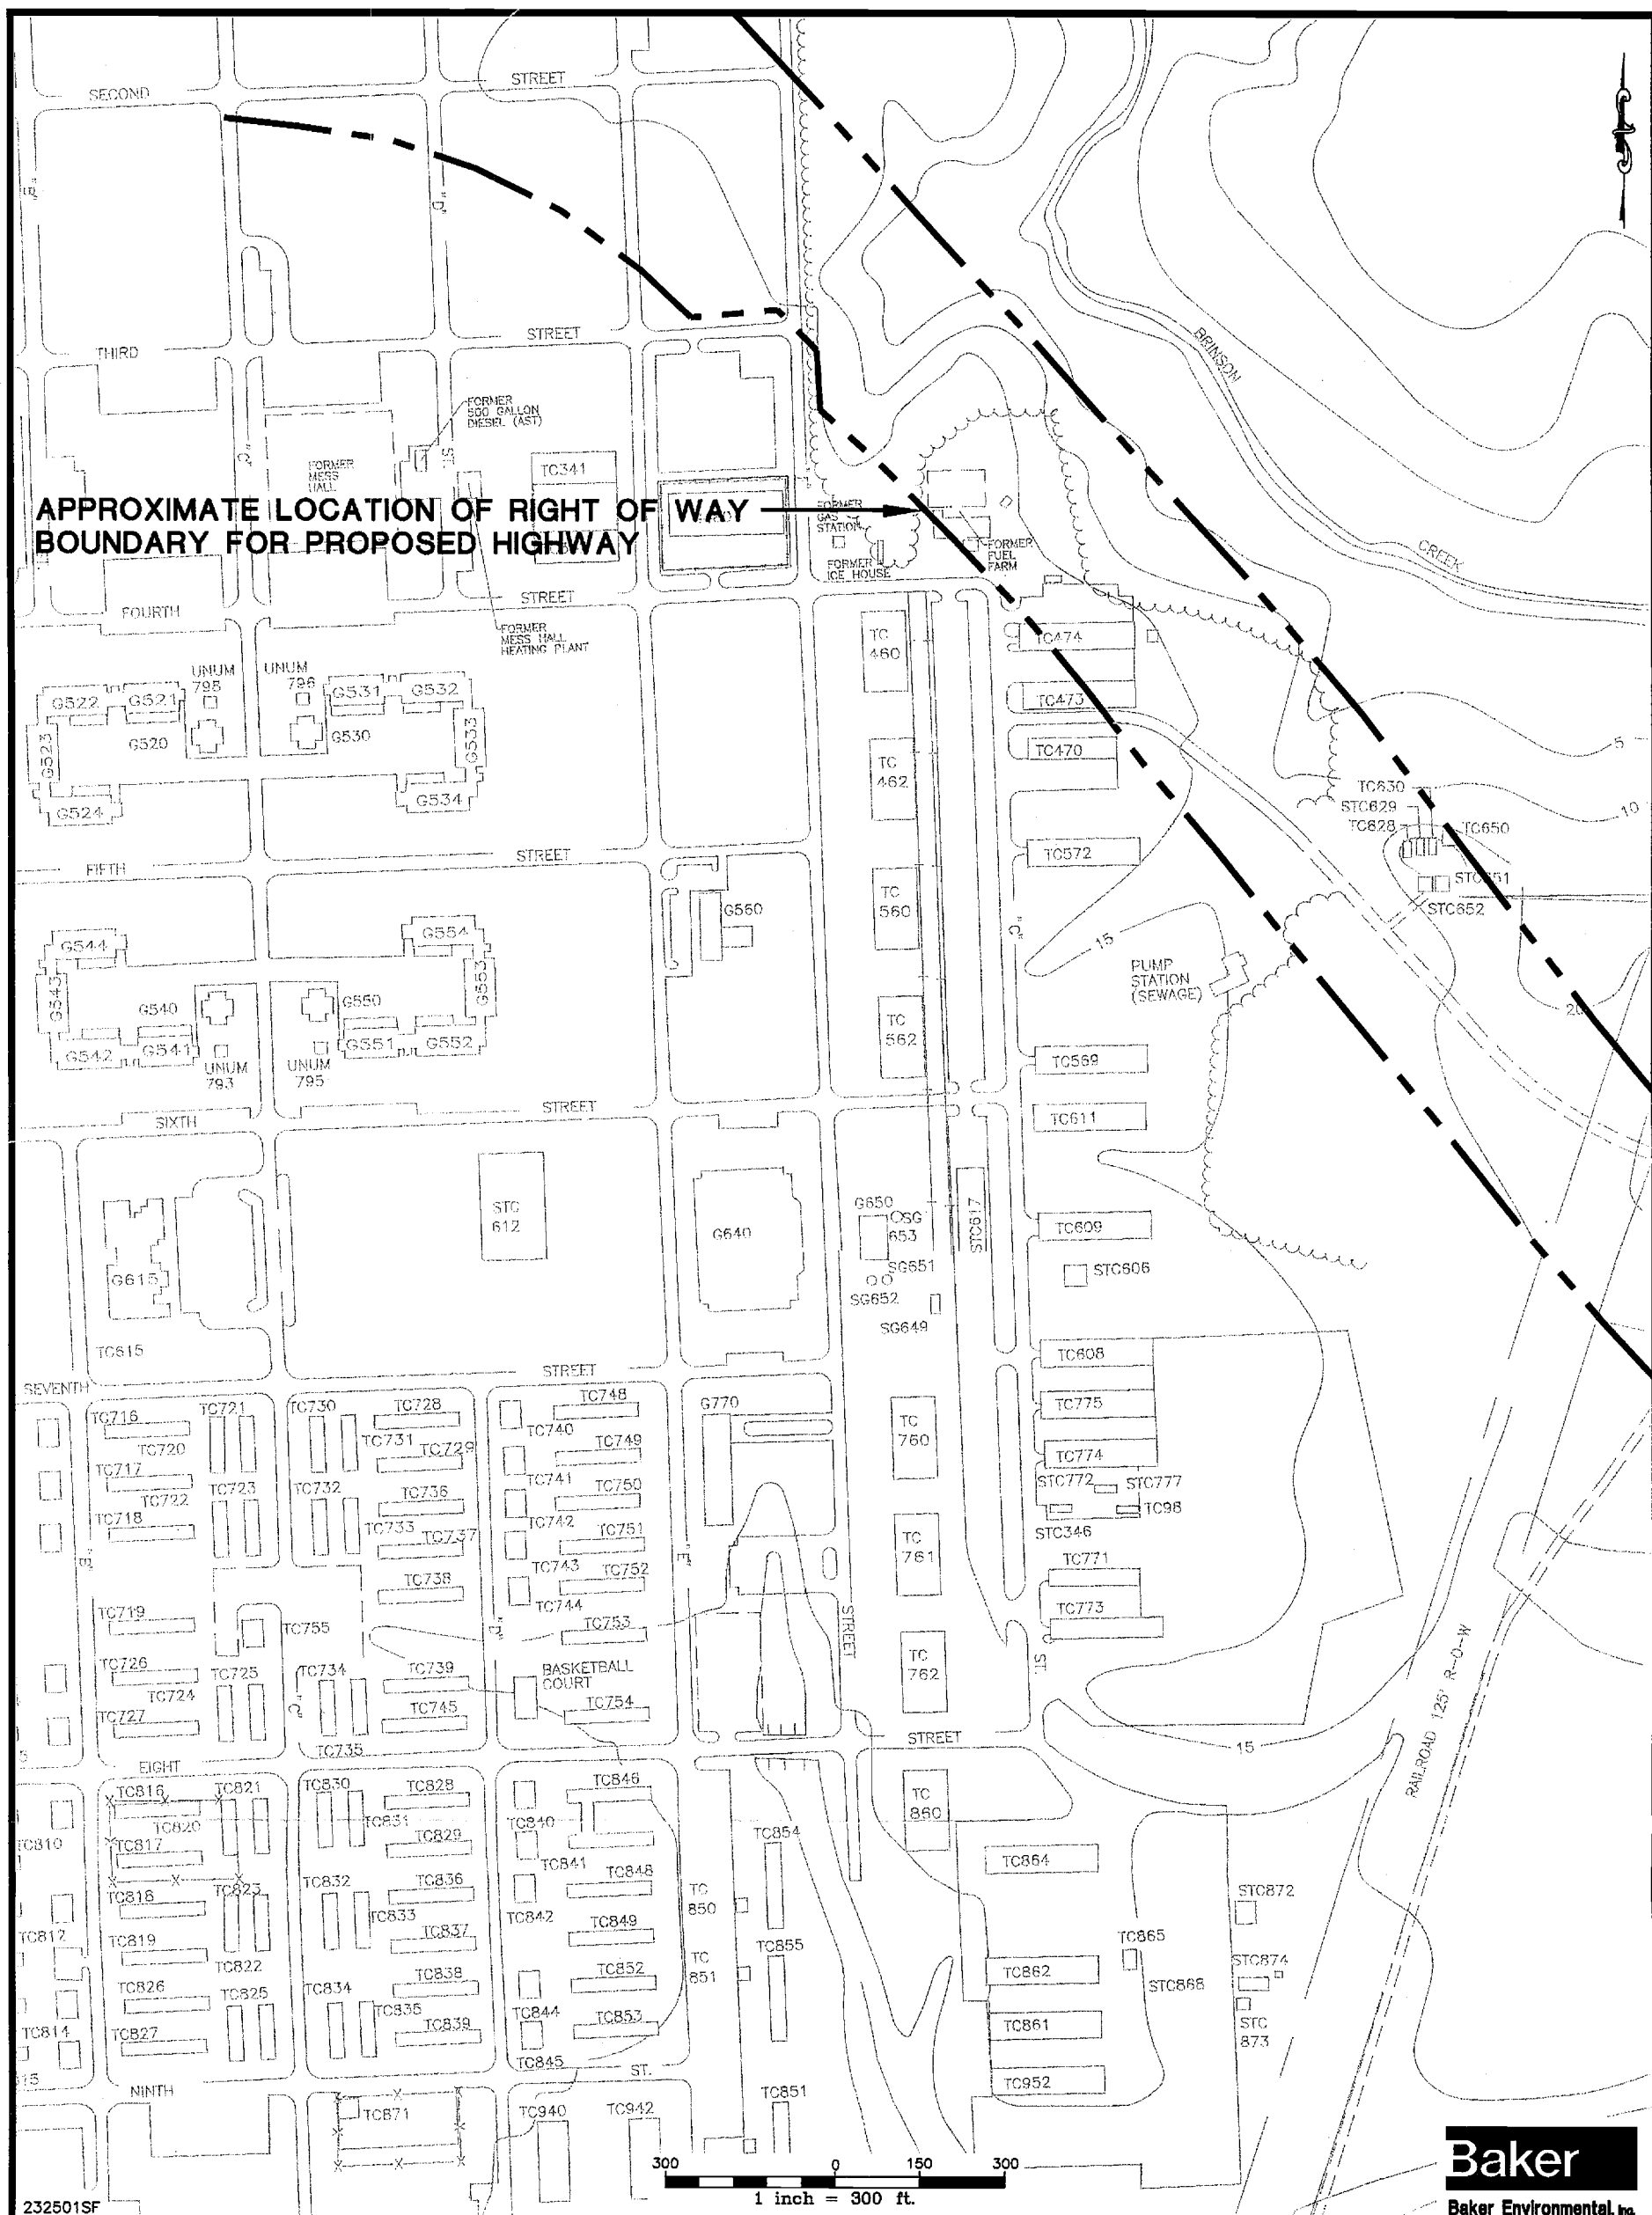 SECOND
STREET
"B"
"D"
THIRD
STREET
BRINSON
CREEK
FORMER
500 GALLON
DIESEL (AST)
"C"
ST.
FORMER
MESS
HALL
TC341
APPROXIMATE LOCATION OF RIGHT OF WAY
BOUNDARY FOR PROPOSED HIGHWAY
FORMER
GAS
STATION
FORMER
ICE HOUSE
FORMER
FUEL
FARM
FOURTH
STREET
FORMER
MESS HALL
HEATING PLANT
TC
460
TC474
TC473
TC470
TC
462
UNUM
798
UNUM
796
G522
G521
G531
G532
G523
G520
G530
G533
G524
G534
5
10
TC630
STC629
TC628
TC650
STC651
STC652
FIFTH
STREET
TC572
G560
TC
560
"G"
15
PUMP
STATION
(SEWAGE)
20
G544
G554
G543
G540
G550
G553
G542
G541
G551
G552
UNUM
793
UNUM
795
TC
562
TC569
TC611
SIXTH
STREET
STC
612
G640
G650
OSG
653
SG651
SG652
SG649
STC617
TC609
STC606
G615
TC615
TC608
SEVENTH
STREET
TC716
TC721
TC730
TC728
TC748
G770
TC775
TC720
TC731
TC729
TC740
TC749
TC
760
TC774
TC717
TC723
TC732
TC736
TC741
TC750
STC772
STC777
TC722
TC98
TC718
TC733
TC737
TC742
TC751
STC346
"B"
"E"
TC
761
TC738
TC743
TC752
TC771
TC744
TC719
TC755
TC753
STREET
TC773
TC726
TC725
TC734
TC739
BASKETBALL
COURT
TC
762
ST.
TC724
"C"
"D"
TC727
TC745
TC754
TC735
RAILROAD 125' R-O-W
EIGHT
STREET
15
TC816
TC821
TC830
TC828
TC846
TC
860
TC820
TC831
TC840
TC810
TC817
TC829
TC841
TC854
TC864
TC818
TC823
TC832
TC836
TC848
TC
850
STC872
TC812
TC833
TC842
TC819
TC837
TC849
TC865
TC822
TC855
TC826
TC825
TC834
TC838
TC852
TC
851
TC862
STC868
STC874
TC835
TC844
TC814
TC827
TC839
TC853
TC861
STC
873
TC845
ST.
TC952
NINTH
TC871
TC940
TC942
TC851
300 0 150 300
1 inch = 300 ft.
Baker
Baker Environmental, Inc.
232501SF